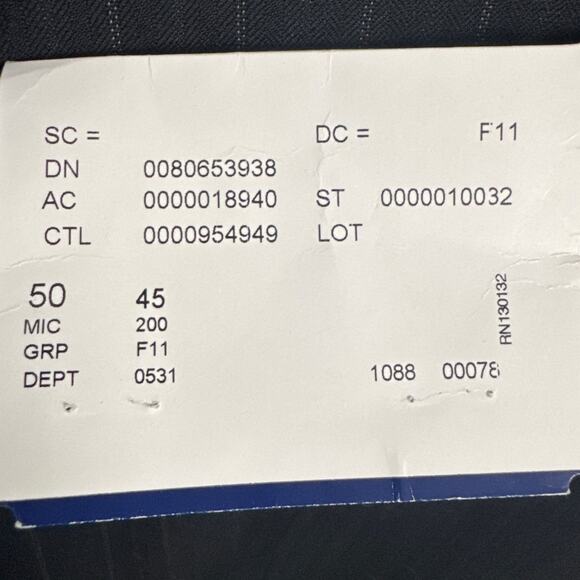 SC = DC = F11
DN 0080653938
AC 0000018940 ST 0000010032
CTL 0000954949 LOT
50 45
MIC 200
GRP F11
DEPT 0531
1088 00078
RN130132